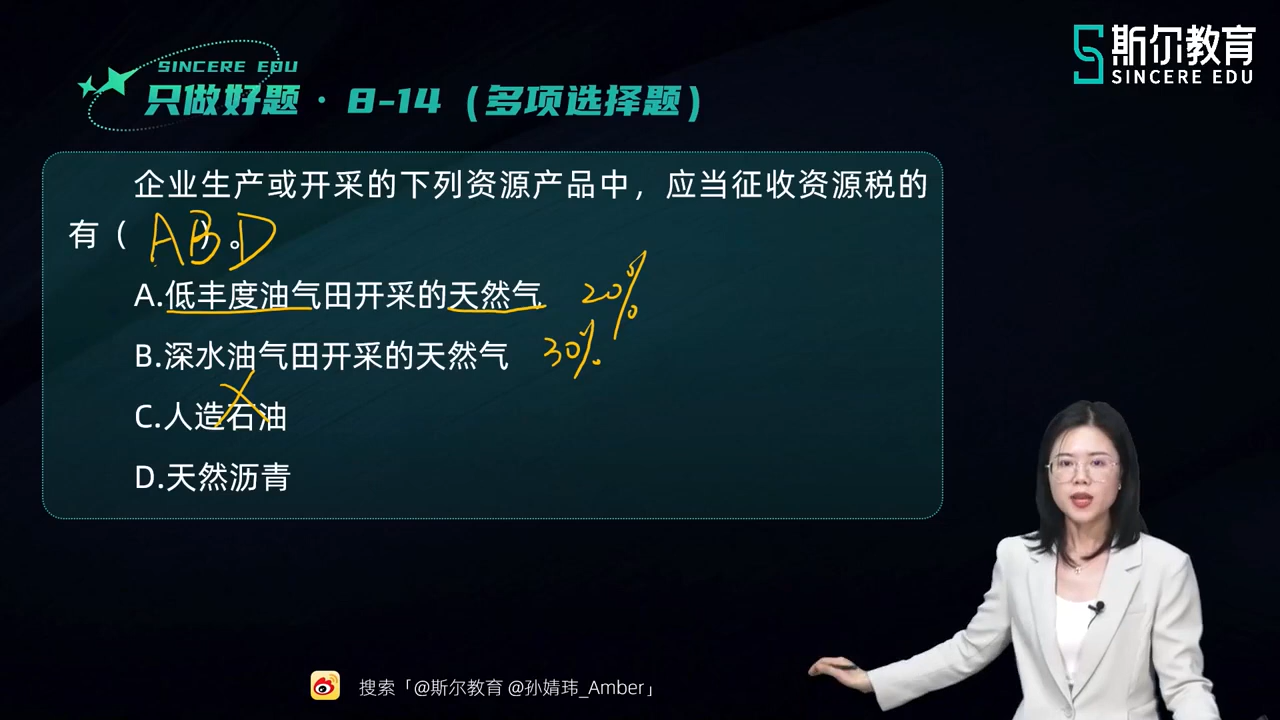 SINCERE EDU
只做好题·8-14（多项选择题）
斯尔教育
SINCERE EDU
企业生产或开采的下列资源产品中，应当征收资源税的
有（ABD）。
A.低丰度油气田开采的天然气 20%
B.深水油气田开采的天然气 30%
C.人造石油
D.天然沥青
搜索「@斯尔教育 @孙婧玮_Amber」